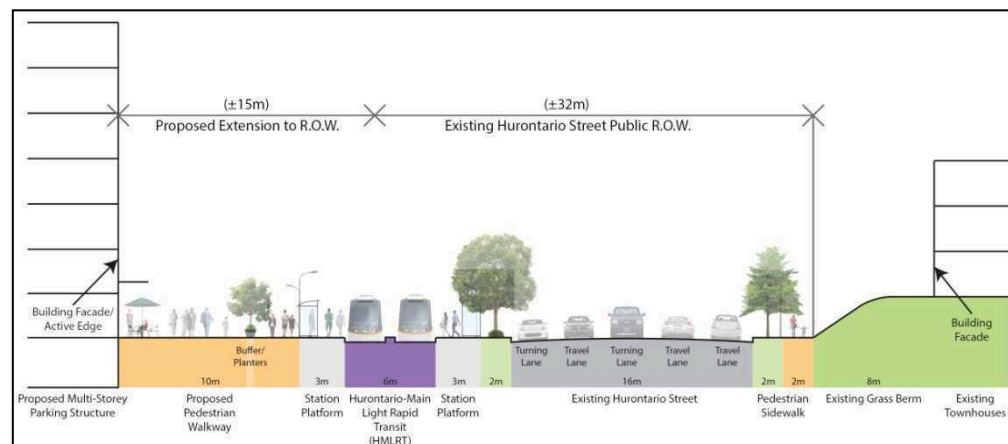 (±15m)
(±32m)
Proposed Extension to R.O.W.
Existing Hurontario Street Public R.O.W.
Building Facade/
Active Edge
Building
Facade
Buffer/
Planters
Turning
Lane
Travel
Lane
Turning
Lane
Travel
Lane
Travel
Lane
10m
3m
6m
3m
2m
16m
2m
2m
8m
Proposed Multi-Storey
Parking Structure
Proposed
Pedestrian
Walkway
Station
Platform
Hurontario-Main
Light Rapid
Transit
(HMLRT)
Station
Platform
Existing Hurontario Street
Pedestrian
Sidewalk
Existing Grass Berm
Existing
Townhouses